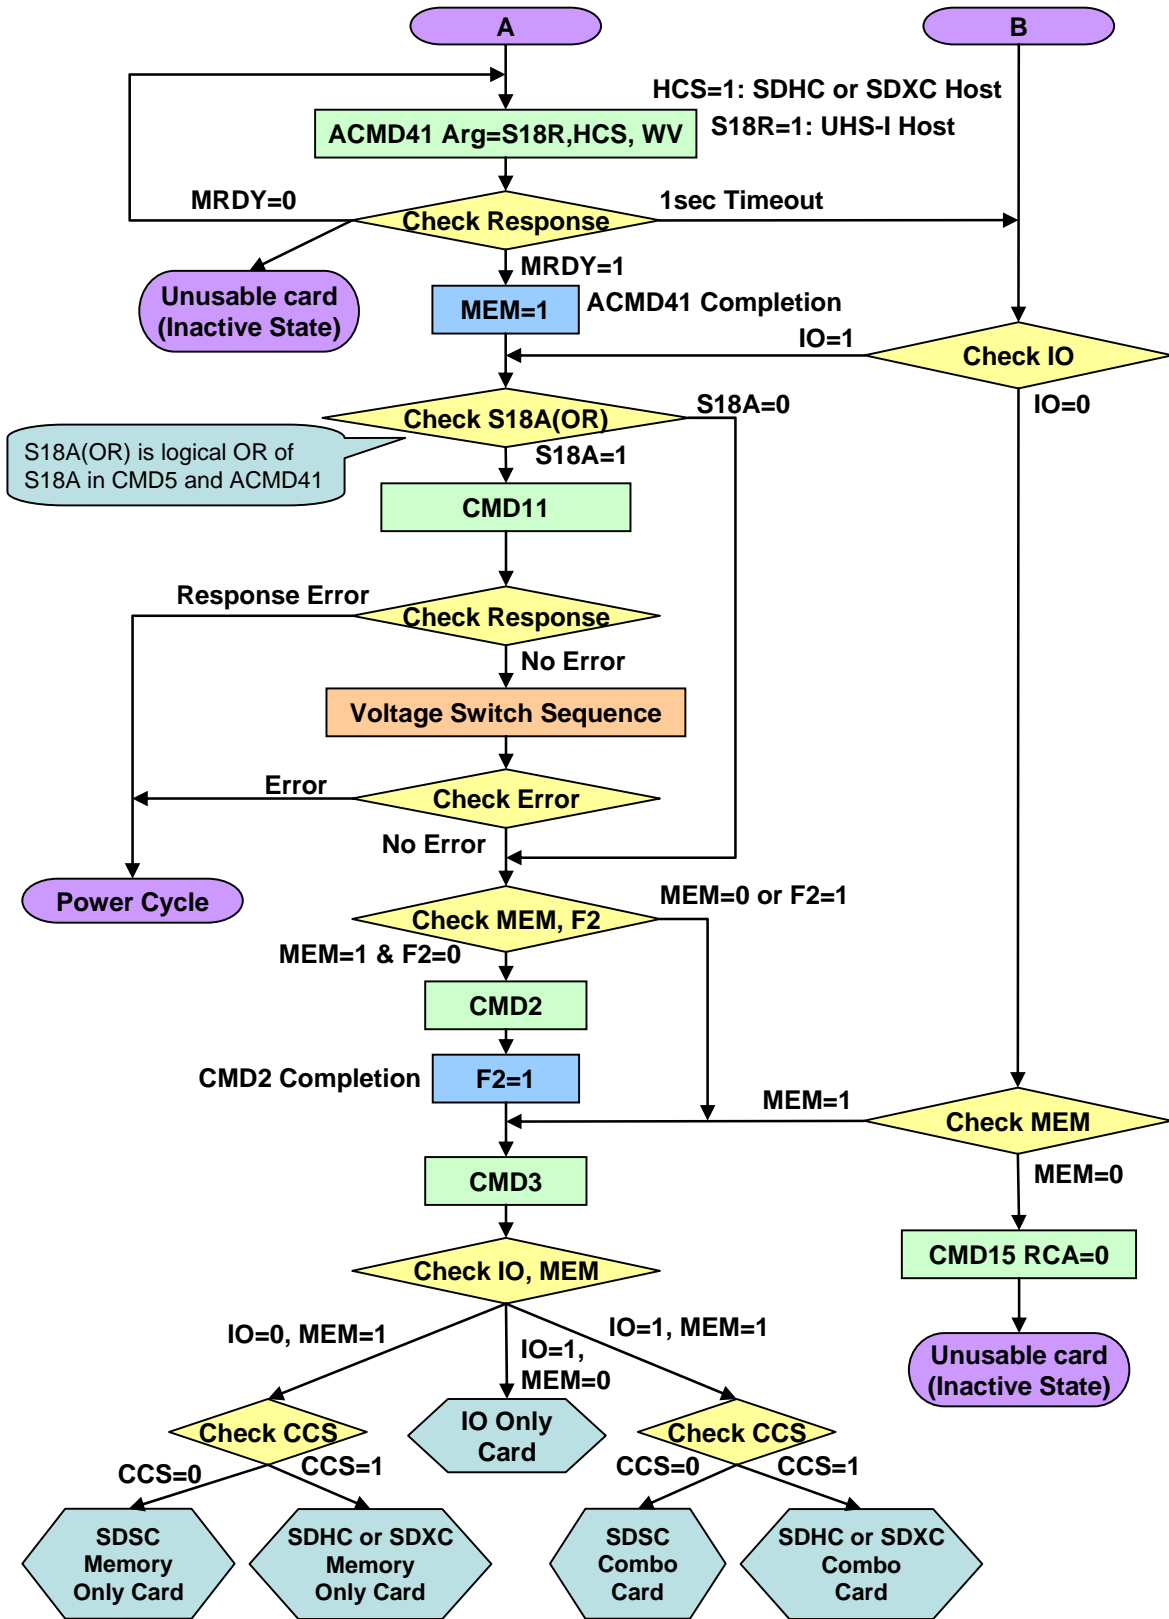 A
B
HCS=1: SDHC or SDXC Host
S18R=1: UHS-I Host
ACMD41 Arg=S18R,HCS, WV
MRDY=0
1sec Timeout
Check Response
MRDY=1
Unusable card
(Inactive State)
MEM=1
ACMD41 Completion
IO=1
Check IO
IO=0
S18A=0
Check S18A(OR)
S18A(OR) is logical OR of
S18A in CMD5 and ACMD41
S18A=1
CMD11
Response Error
Check Response
No Error
Voltage Switch Sequence
Error
Check Error
No Error
Power Cycle
MEM=0 or F2=1
Check MEM, F2
MEM=1 & F2=0
CMD2
CMD2 Completion
F2=1
MEM=1
Check MEM
MEM=0
CMD3
CMD15 RCA=0
Check IO, MEM
IO=0, MEM=1
IO=1,
MEM=0
IO=1, MEM=1
Unusable card
(Inactive State)
Check CCS
IO Only
Card
Check CCS
CCS=0
CCS=1
CCS=0
CCS=1
SDSC
Memory
Only Card
SDHC or SDXC
Memory
Only Card
SDSC
Combo
Card
SDHC or SDXC
Combo
Card